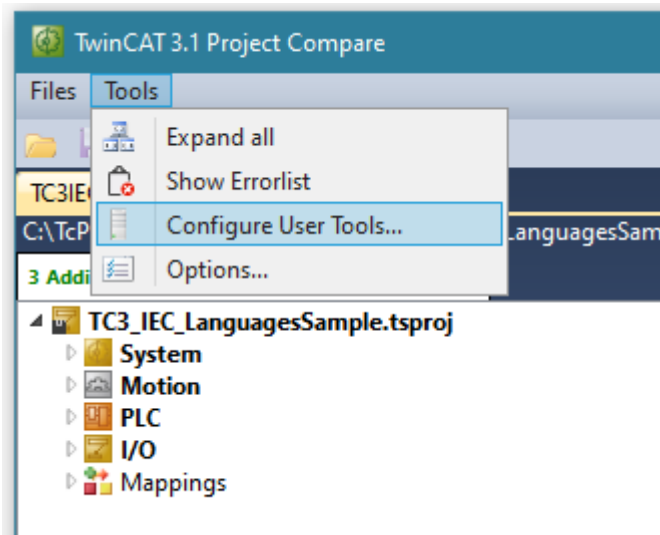 TwinCAT 3.1 Project Compare
Files Tools
Expand all
Show Errorlist
TC3IE
Configure User Tools...
C:\TcP
LanguagesSam
Options...
3 Addi
TC3_IEC_LanguagesSample.tsproj
System
Motion
PLC
I/O
Mappings